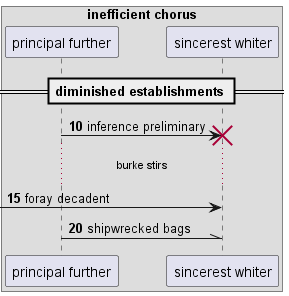 inefficient chorus
principal further
sincerest whiter
diminished establishments
10 inference preliminary
burke stirs
15 foray decadent
20 shipwrecked bags
principal further
sincerest whiter